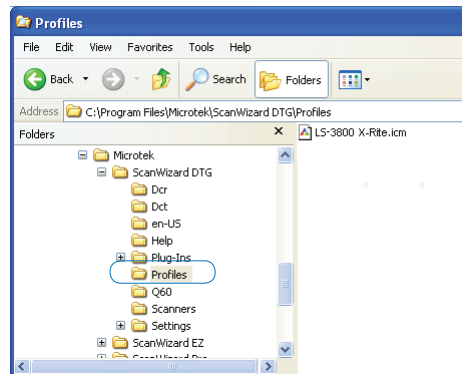 Profiles
File Edit View Favorites Tools Help
Back Search Folders
Address C:\Program Files\Microtek\ScanWizard DTG\Profiles
Folders
LS-3800 X-Rite.icm
Microtek
ScanWizard DTG
Dcr
Dct
en-US
Help
Plug-Ins
Profiles
Q60
Scanners
Settings
ScanWizard EZ
ScanWizard Pro